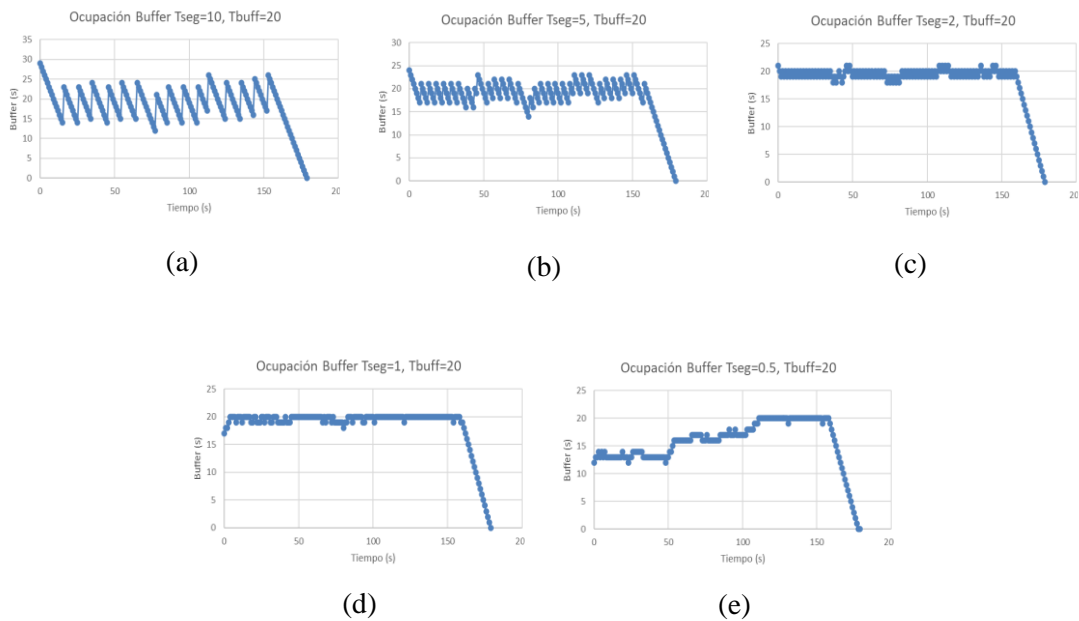 Ocupación Buffer Tseg=10, Tbuff=20
Buffer (s)
35
30
25
20
15
10
5
0
0 50 100 150 20
Tiempo (s)
(a)
Ocupación Buffer Tseg=5, Tbuff=20
Buffer (s)
30
25
20
15
10
5
0
0 50 100 150 20
Tiempo (s)
(b)
Ocupación Buffer Tseg=2, Tbuff=20
Buffer (s)
25
20
15
10
5
0
0 50 100 150 20
Tiempo (s)
(c)
Ocupación Buffer Tseg=1, Tbuff=20
Buffer (s)
25
20
15
10
5
0
0 50 100 150 20
Tiempo (s)
(d)
Ocupación Buffer Tseg=0.5, Tbuff=20
Buffer (s)
25
20
15
10
5
0
0 50 100 150 20
Tiempo (s)
(e)